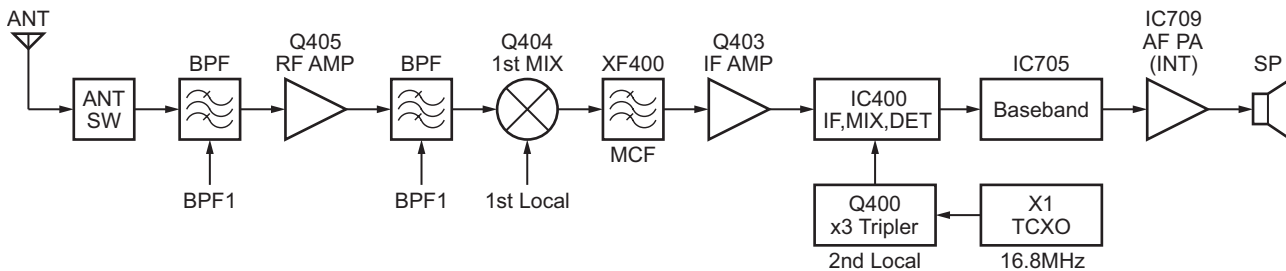 ANT
ANT
SW
BPF
BPF1
Q405
RF AMP
BPF
BPF1
Q404
1st MIX
1st Local
XF400
MCF
Q403
IF AMP
IC400
IF,MIX,DET
IC705
Baseband
IC709
AF PA
(INT)
SP
Q400
x3 Tripler
2nd Local
X1
TCXO
16.8MHz